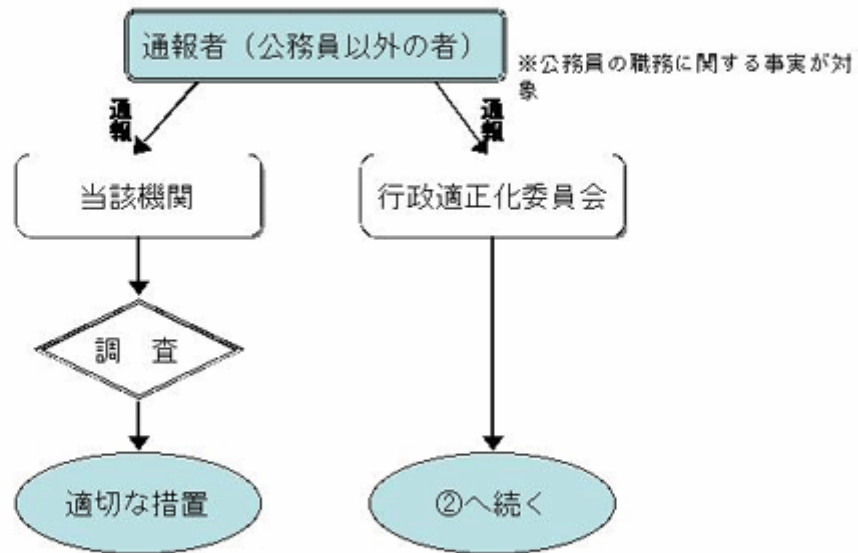 通報者（公務員以外の者）
※公務員の職務に関する事実が対
象
通報
通報
当該機関
行政適正化委員会
調　査
適切な措置
②へ続く